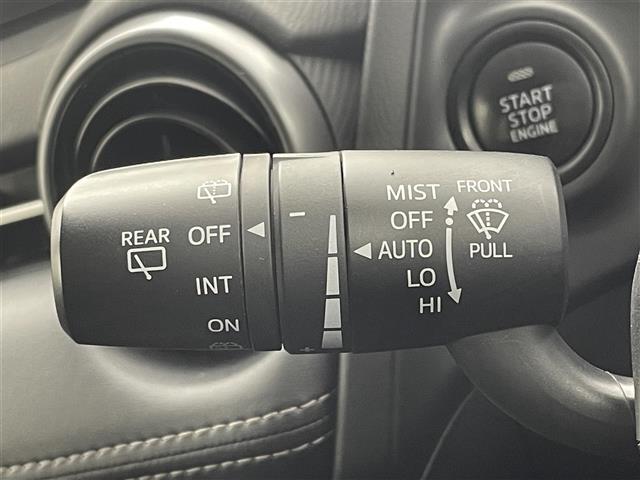 START
STOP
ENGINE
REAR
OFF
INT
ON
−
+
MIST
OFF
AUTO
LO
HI
FRONT
PULL